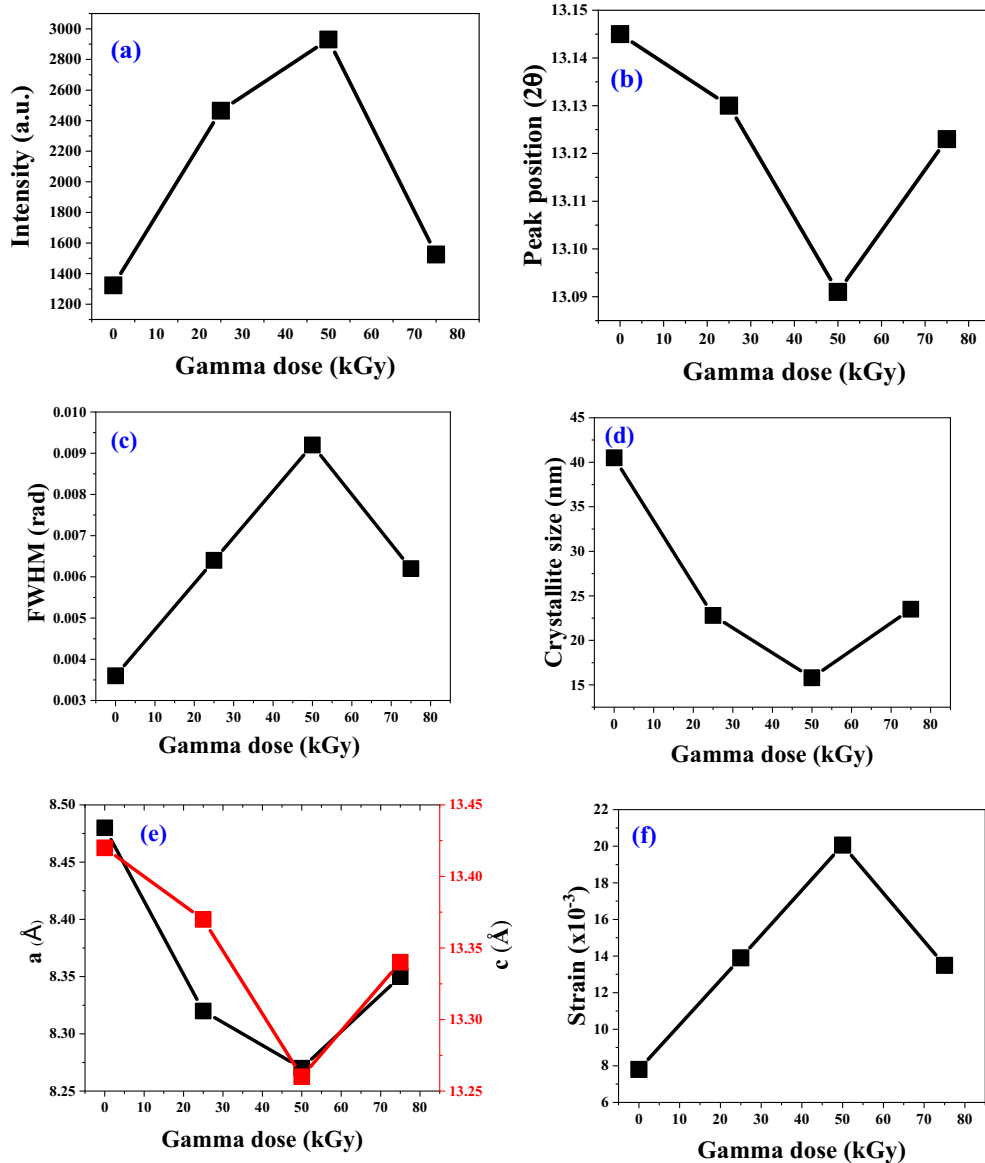 (a)
Intensity (a.u.)
3000
2800
2600
2400
2200
2000
1800
1600
1400
1200
0 10 20 30 40 50 60 70 80
Gamma dose (kGy)
(b)
Peak position (2θ)
13.15
13.14
13.13
13.12
13.11
13.10
13.09
0 10 20 30 40 50 60 70 80
Gamma dose (kGy)
(c)
FWHM (rad)
0.010
0.009
0.008
0.007
0.006
0.005
0.004
0.003
0 10 20 30 40 50 60 70 80
Gamma dose (kGy)
(d)
Crystallite size (nm)
45
40
35
30
25
20
15
0 10 20 30 40 50 60 70 80
Gamma dose (kGy)
(e)
a (Å)
8.50
8.45
8.40
8.35
8.30
8.25
c (Å)
13.45
13.40
13.35
13.30
13.25
0 10 20 30 40 50 60 70 80
Gamma dose (kGy)
(f)
Strain (x10⁻³)
22
20
18
16
14
12
10
8
6
0 10 20 30 40 50 60 70 80
Gamma dose (kGy)